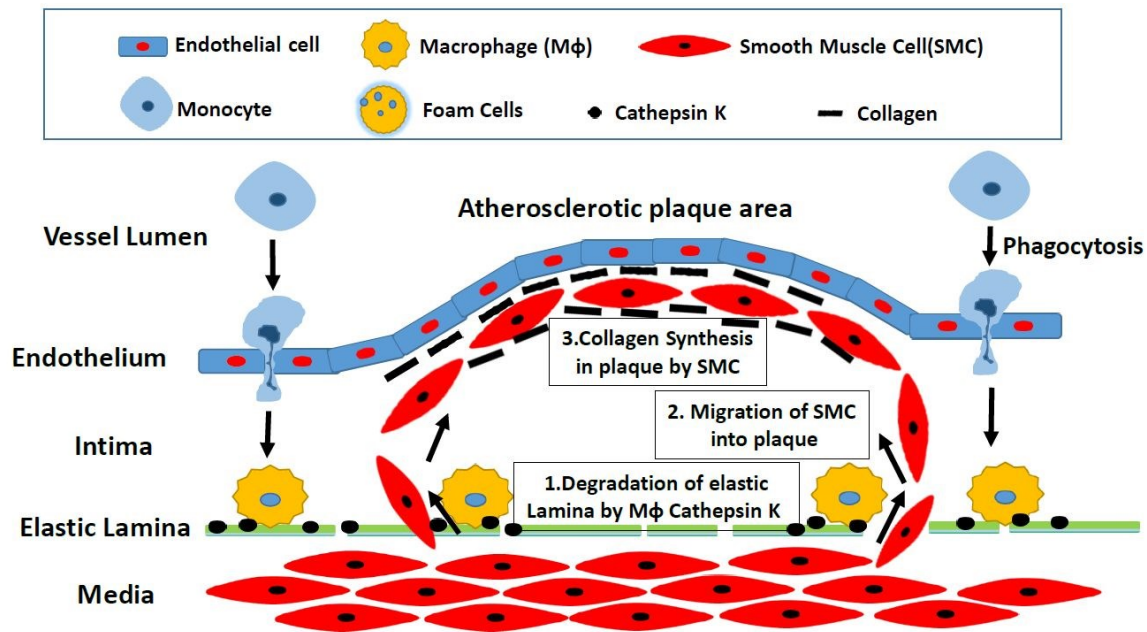 Endothelial cell
Macrophage (Mϕ)
Smooth Muscle Cell(SMC)
Monocyte
Foam Cells
Cathepsin K
Collagen
Atherosclerotic plaque area
Vessel Lumen
Phagocytosis
Endothelium
3.Collagen Synthesis
in plaque by SMC
2. Migration of SMC
into plaque
Intima
1.Degradation of elastic
Lamina by Mϕ Cathepsin K
Elastic Lamina
Media